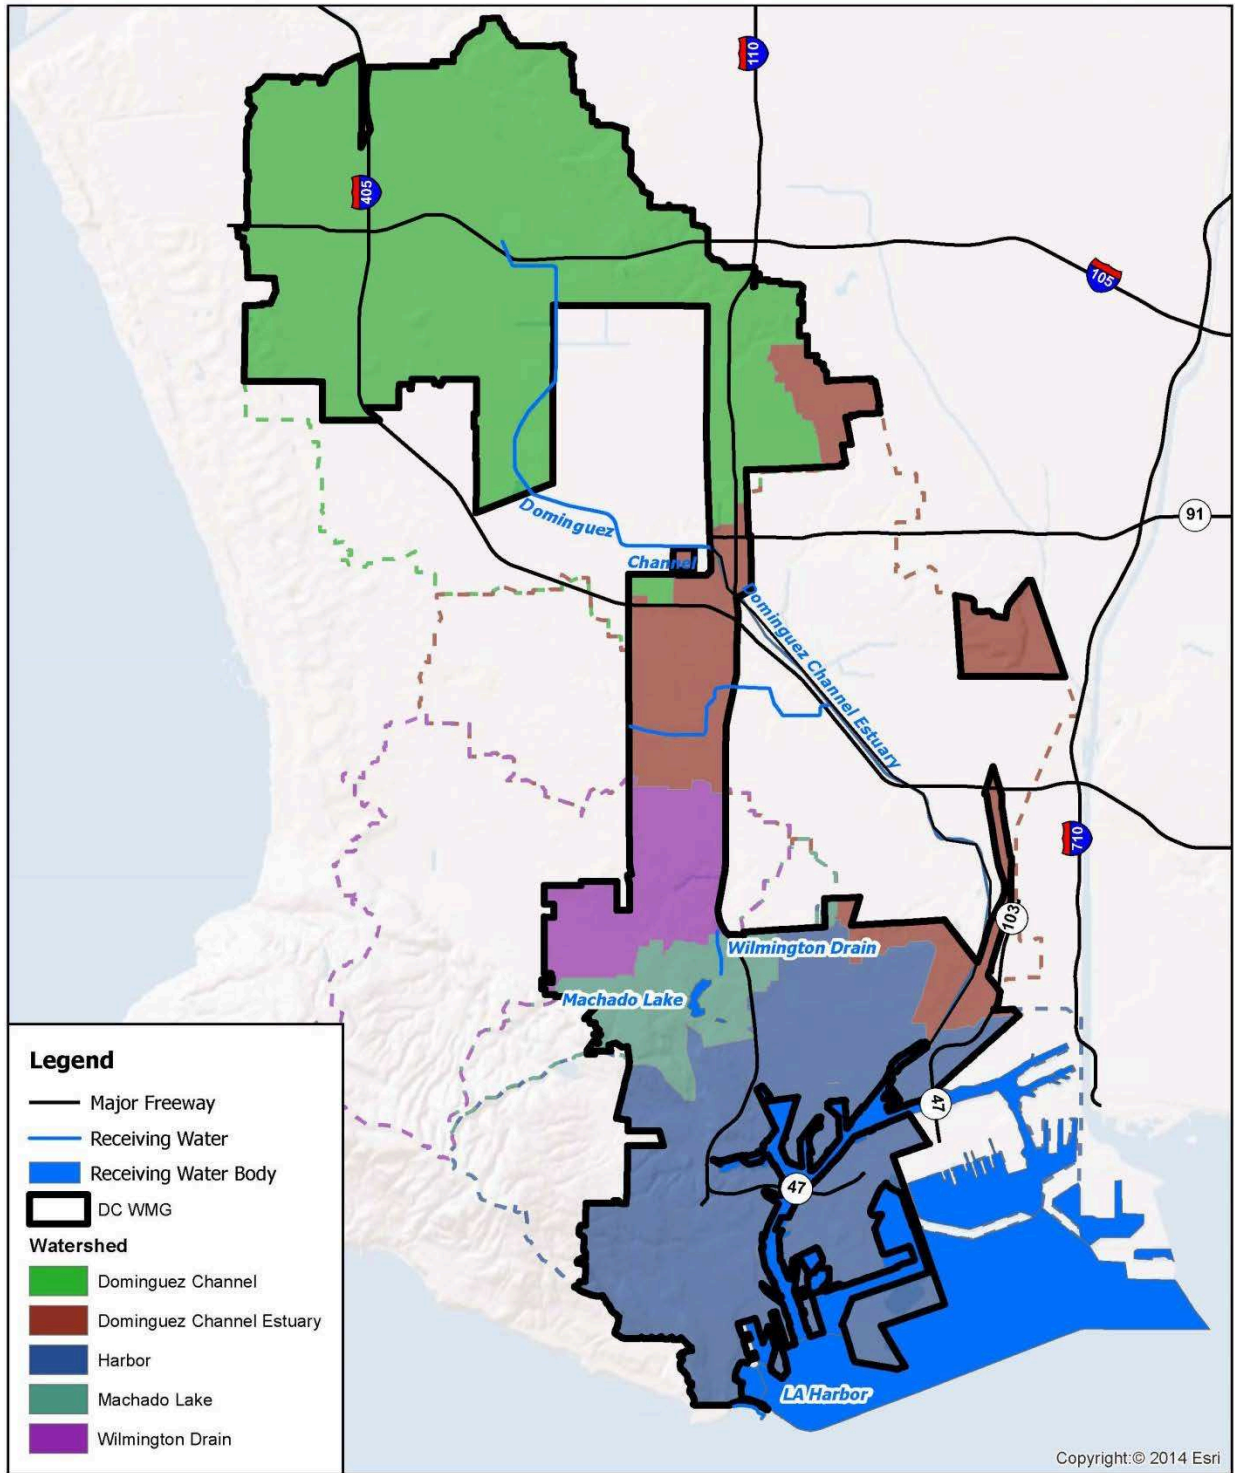 110
405
105
91
Dominguez
Channel
Dominguez Channel Estuary
710
103
Wilmington Drain
Machado Lake
47
47
LA Harbor
Legend
Major Freeway
Receiving Water
Receiving Water Body
DC WMG
Watershed
Dominguez Channel
Dominguez Channel Estuary
Harbor
Machado Lake
Wilmington Drain
Copyright:© 2014 Esri